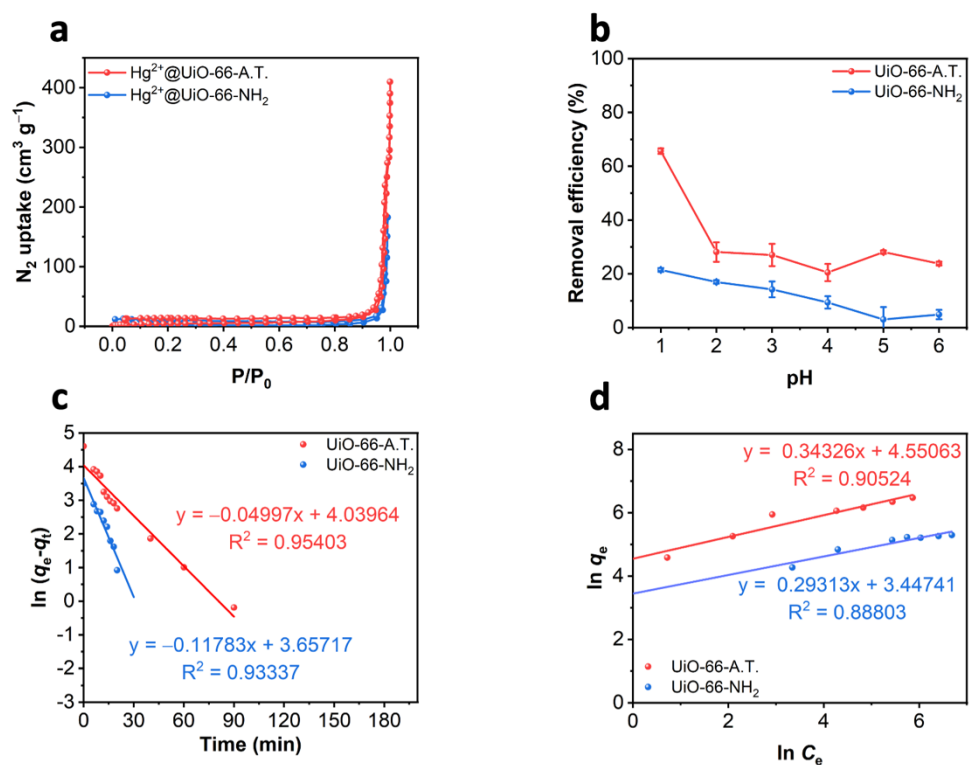 a
Hg²⁺@UiO-66-A.T.
Hg²⁺@UiO-66-NH₂
N₂ uptake (cm³ g⁻¹)
400
300
200
100
0
0.0 0.2 0.4 0.6 0.8 1.0
P/P₀
b
UiO-66-A.T.
UiO-66-NH₂
Removal efficiency (%)
100
80
60
40
20
0
1 2 3 4 5 6
pH
c
UiO-66-A.T.
UiO-66-NH₂
ln (qₑ-qₜ)
5
4
3
2
1
0
-1
-2
-3
y = −0.04997x + 4.03964
R² = 0.95403
y = −0.11783x + 3.65717
R² = 0.93337
0 30 60 90 120 150 180
Time (min)
d
y = 0.34326x + 4.55063
R² = 0.90524
y = 0.29313x + 3.44741
R² = 0.88803
UiO-66-A.T.
UiO-66-NH₂
ln qₑ
8
6
4
2
0
0 2 4 6
ln Cₑ